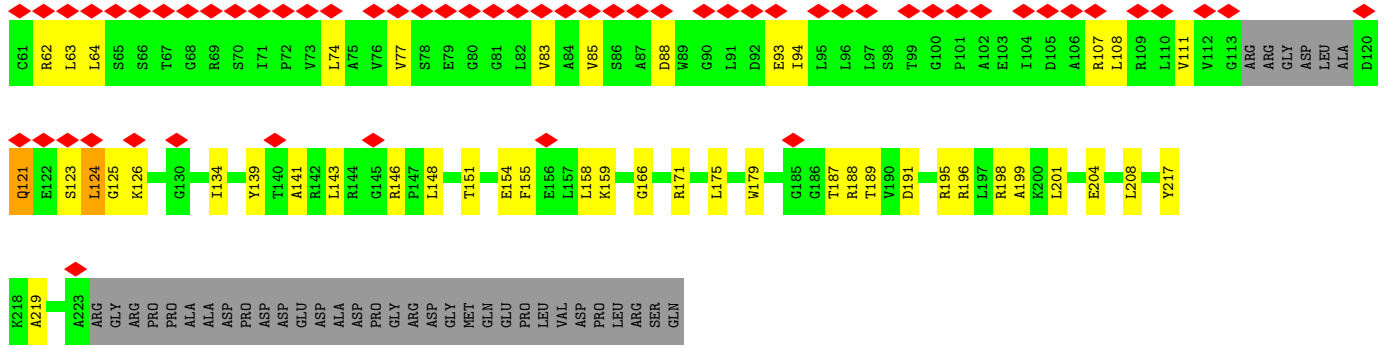 C61 R62 L63 L64 S65 S66 T67 G68 R69 S70 I71 P72 V73 L74 A75 V76 V77 S78 E79 G80 G81 L82 V83 A84 V85 S86 A87 D88 W89 G90 L91 D92 E93 I94 L95 L96 L97 S98 T99 G100 P101 A102 E103 I104 D105 A106 R107 L108 R109 L110 V111 V112 G113 ARG ARG GLY ASP LEU ALA D120
Q121 E122 S123 L124 G125 K126 G130 I134 Y139 T140 A141 R142 L143 R144 G145 R146 P147 L148 T151 E154 F155 E156 L157 L158 K159 G166 R171 L175 W179 G185 G186 T187 R188 T189 V190 D191 R195 R196 L197 R198 A199 K200 L201 E204 L208 Y217
K218 A219 A223 ARG GLY ARG PRO PRO ALA ALA ASP PRO ASP ASP GLU ASP ALA ASP PRO GLY ARG ASP GLY MET GLN GLU PRO LEU VAL ASP PRO LEU ARG SER GLN